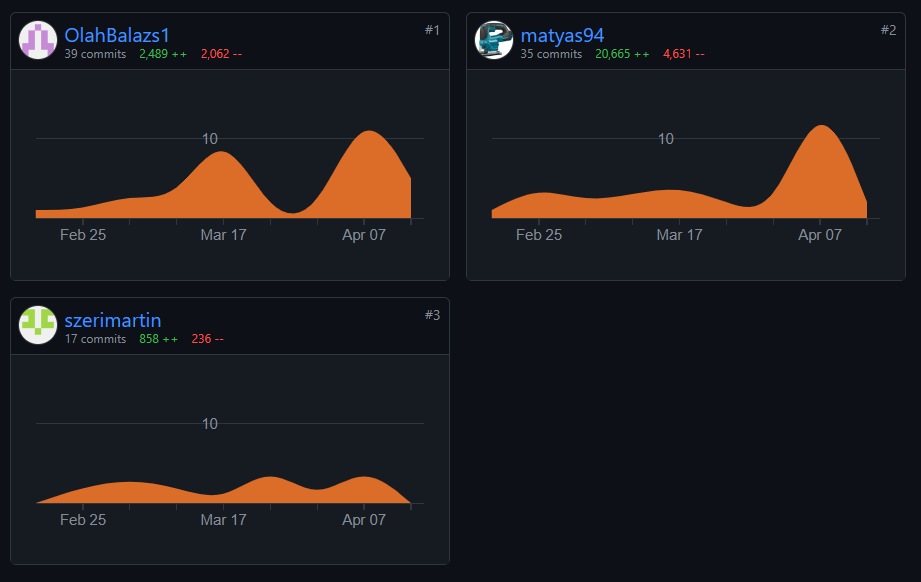 OlahBalazs1 #1
39 commits 2,489 ++ 2,062 --
10
Feb 25 Mar 17 Apr 07
matyas94 #2
35 commits 20,665 ++ 4,631 --
10
Feb 25 Mar 17 Apr 07
szerimartin #3
17 commits 858 ++ 236 --
10
Feb 25 Mar 17 Apr 07